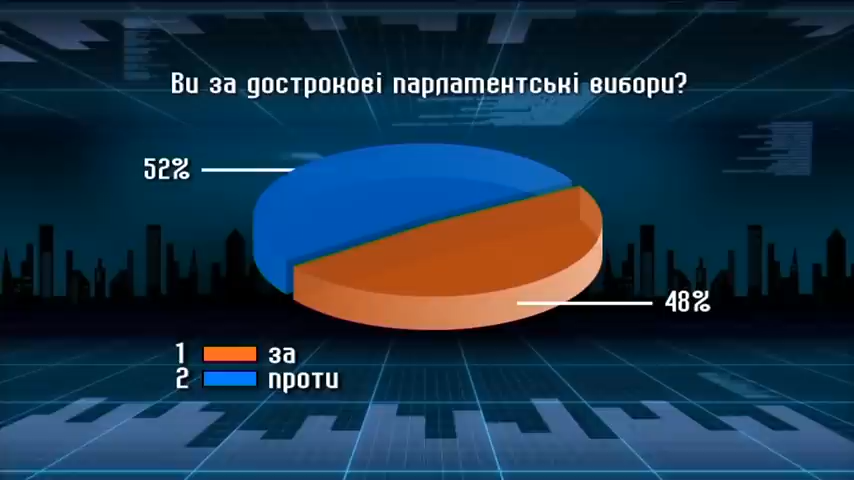 Ви за дострокові парламентські вибори?
52%
48%
1 за
2 проти